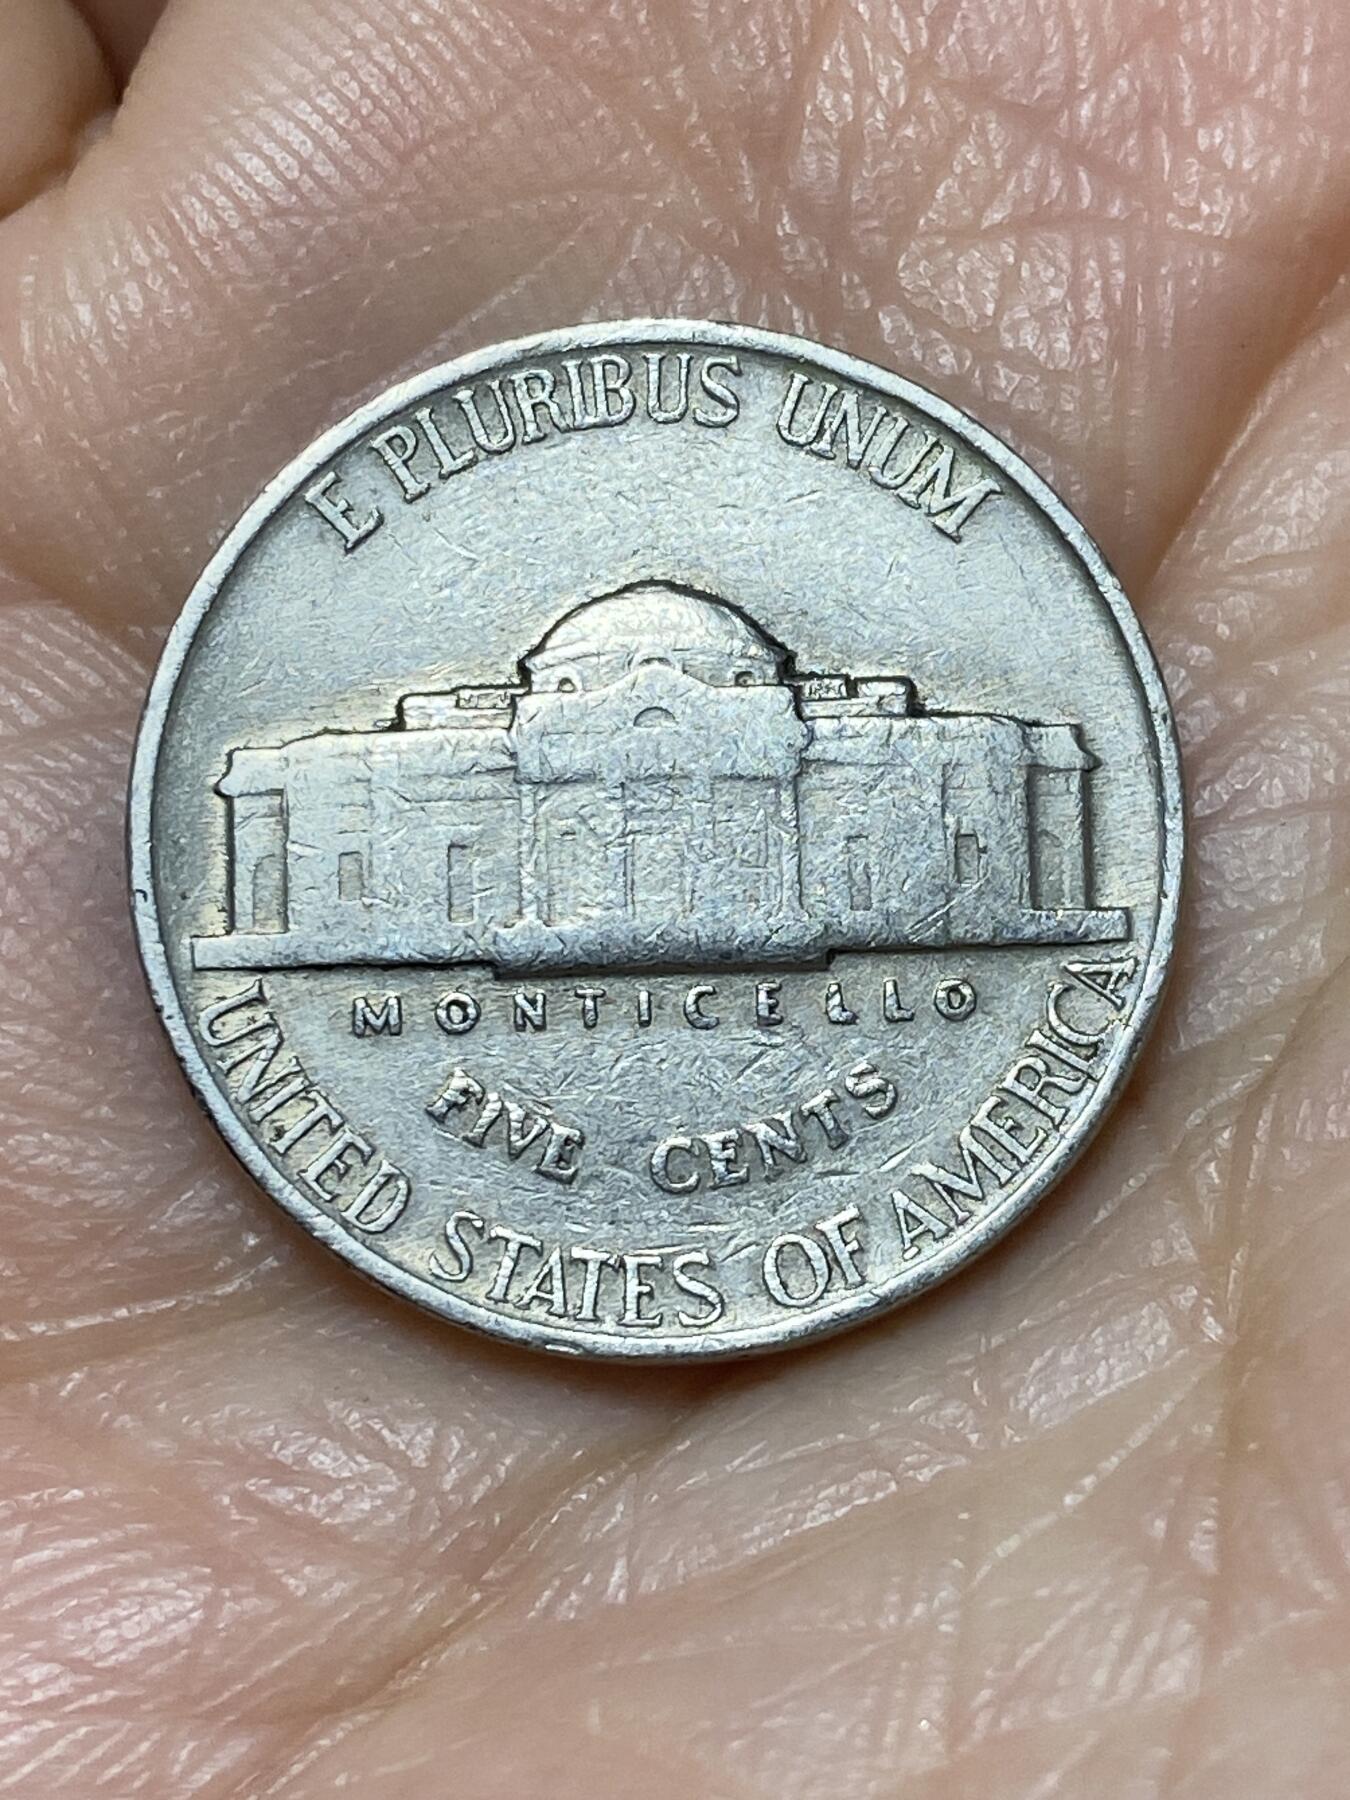 E PLURIBUS UNUM
MONTICELLO
FIVE CENTS
UNITED STATES OF AMERICA